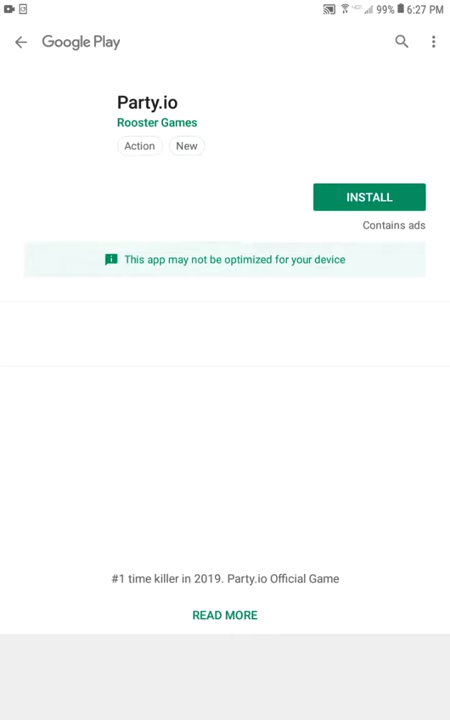 99% 6:27 PM
Google Play
Party.io
Rooster Games
Action New
INSTALL
Contains ads
This app may not be optimized for your device
#1 time killer in 2019. Party.io Official Game
READ MORE